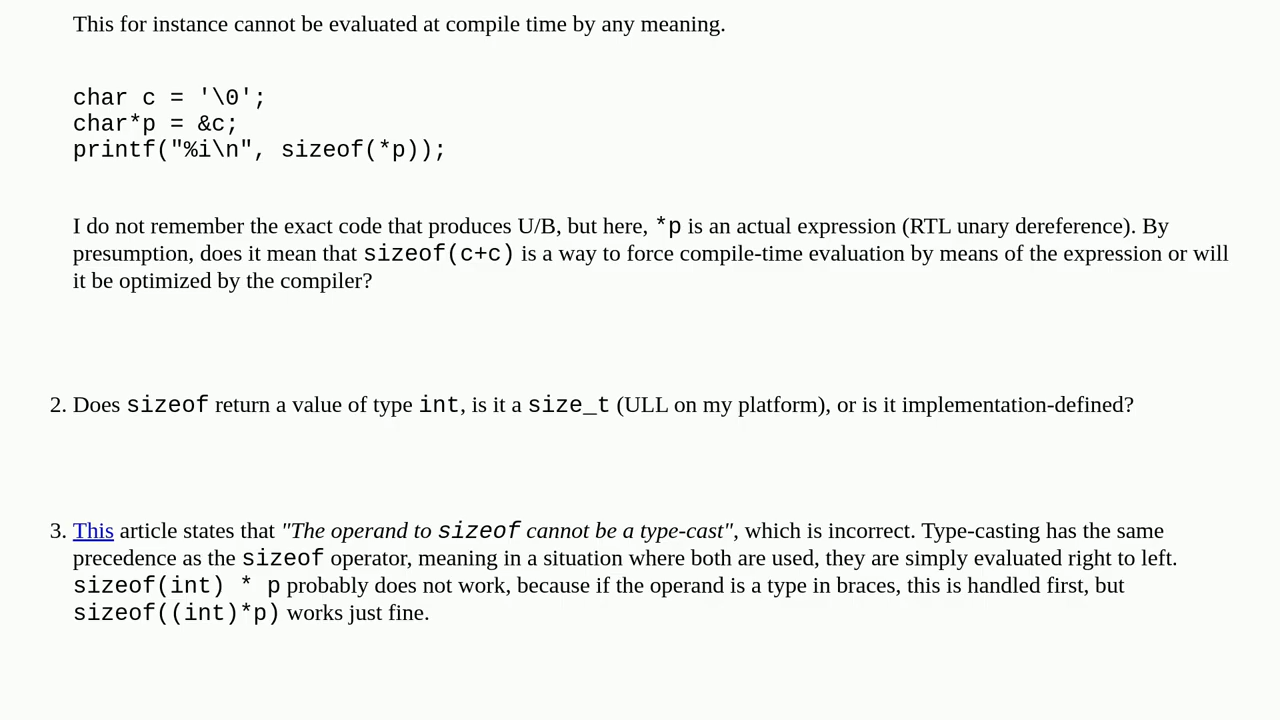 This for instance cannot be evaluated at compile time by any meaning.
char c = '\0';
char*p = &c;
printf("%i\n", sizeof(*p));
I do not remember the exact code that produces U/B, but here, *p is an actual expression (RTL unary dereference). By
presumption, does it mean that sizeof(c+c) is a way to force compile-time evaluation by means of the expression or will
it be optimized by the compiler?
2. Does sizeof return a value of type int, is it a size_t (ULL on my platform), or is it implementation-defined?
3. This article states that "The operand to sizeof cannot be a type-cast", which is incorrect. Type-casting has the same
precedence as the sizeof operator, meaning in a situation where both are used, they are simply evaluated right to left.
sizeof(int) * p probably does not work, because if the operand is a type in braces, this is handled first, but
sizeof((int)*p) works just fine.